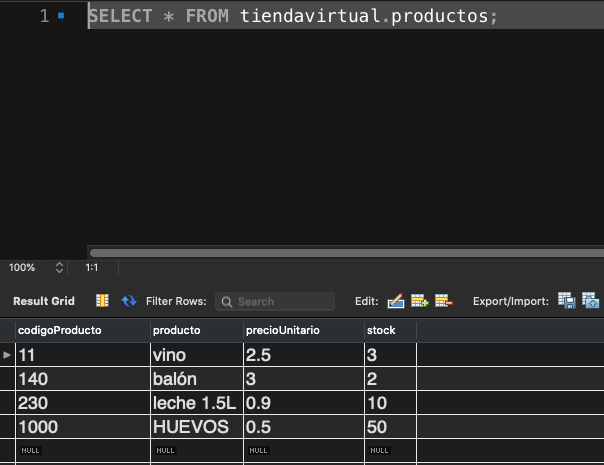 1 SELECT * FROM tiendavirtual.productos;
100% 1:1
Result Grid Filter Rows: Search Edit: Export/Import:
codigoProducto producto precioUnitario stock
11 vino 2.5 3
140 balón 3 2
230 leche 1.5L 0.9 10
1000 HUEVOS 0.5 50
NULL NULL NULL NULL